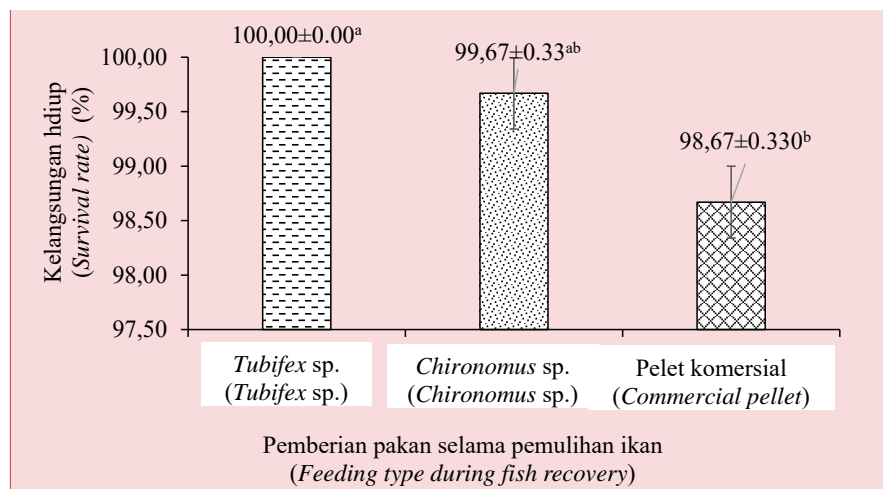 100,00±0.00ᵃ
99,67±0.33ᵃᵇ
98,67±0.330ᵇ
100,00
99,50
99,00
98,50
98,00
97,50
Kelangsungan hdiup (%)
(Survival rate)
Tubifex sp.
(Tubifex sp.)
Chironomus sp.
(Chironomus sp.)
Pelet komersial
(Commercial pellet)
Pemberian pakan selama pemulihan ikan
(Feeding type during fish recovery)